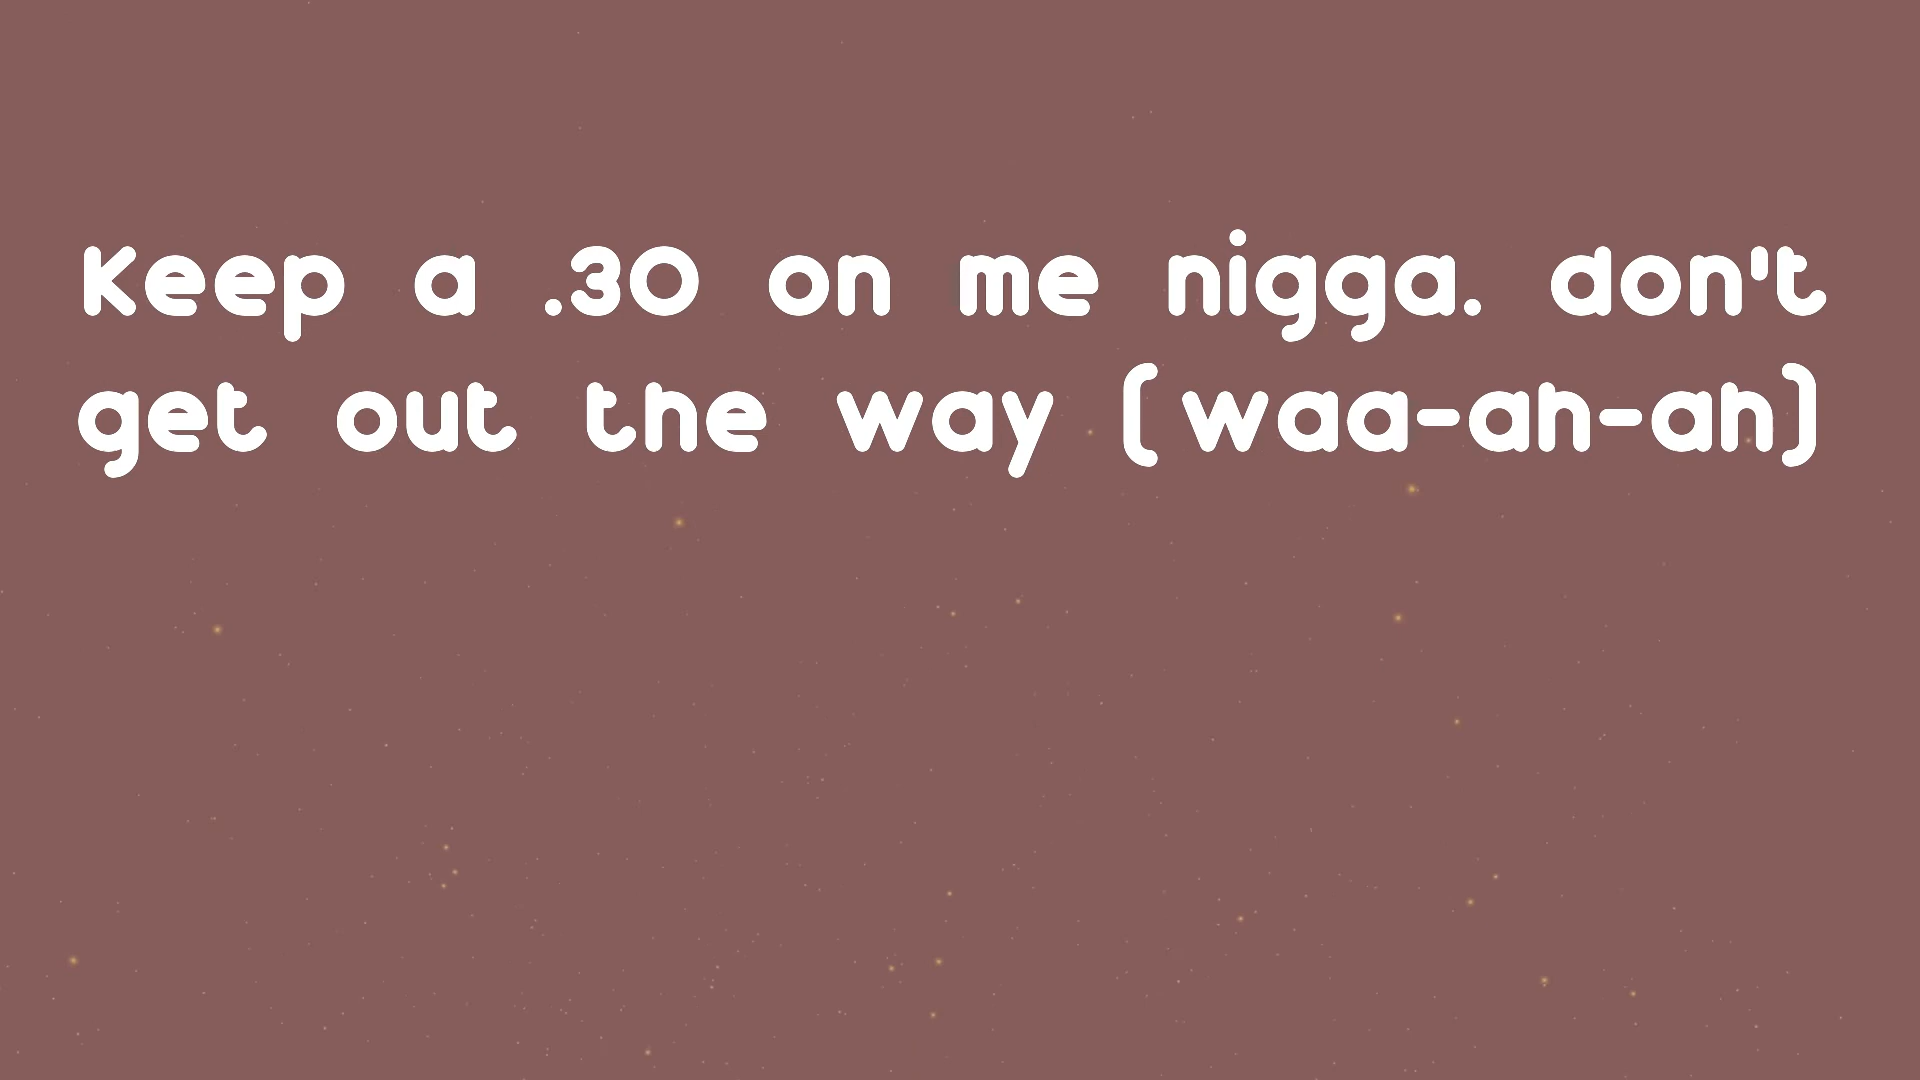 Keep a .30 on me nigga. don't
get out the way (waa-ah-ah)